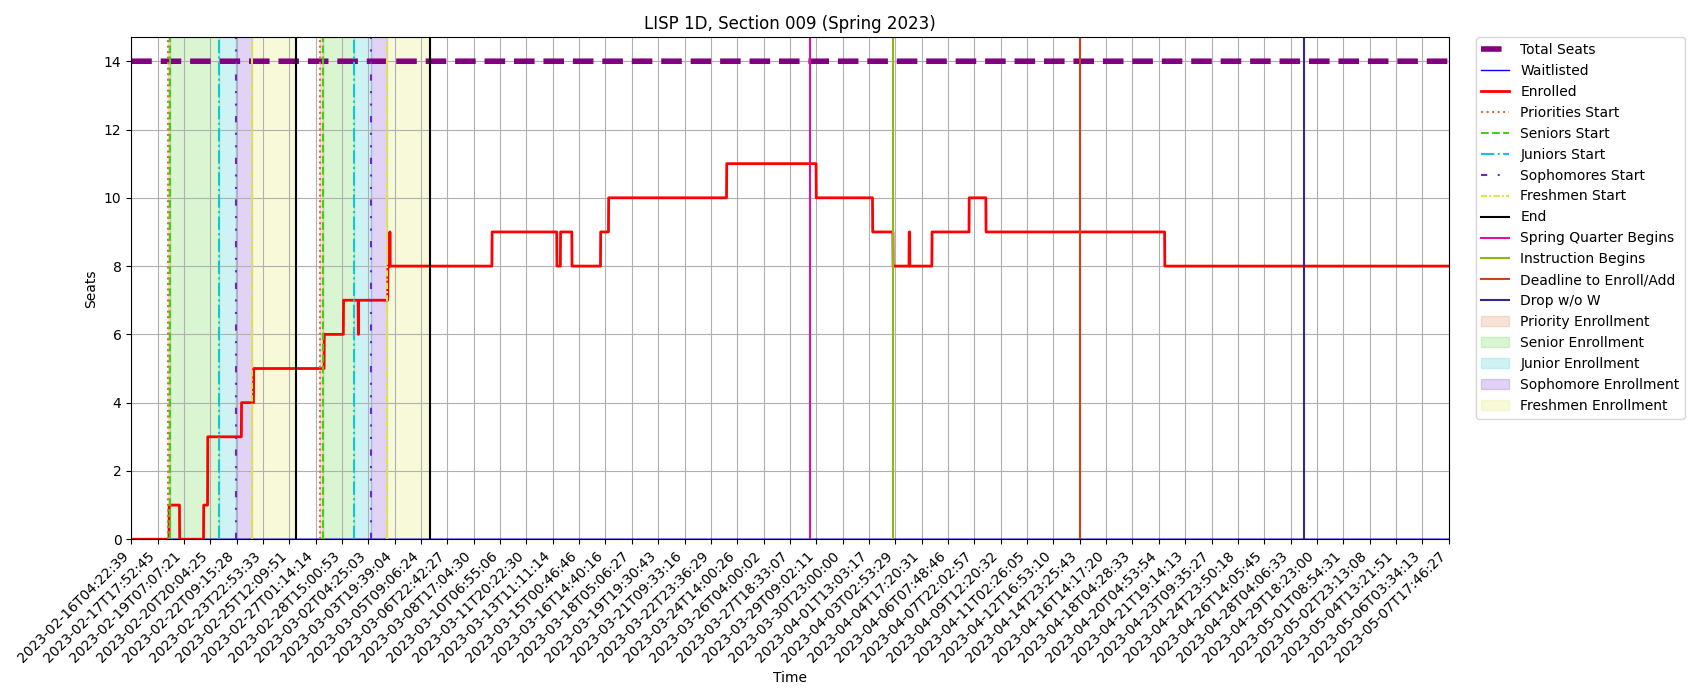 LISP 1D, Section 009 (Spring 2023)
Seats
14
12
10
8
6
4
2
0
2023-02-16T04:22:39
2023-02-17T17:52:45
2023-02-19T07:07:21
2023-02-20T20:04:25
2023-02-22T09:15:28
2023-02-23T22:53:33
2023-02-25T12:09:51
2023-02-27T01:14:14
2023-02-28T15:00:53
2023-03-02T04:25:03
2023-03-03T19:39:04
2023-03-05T09:06:24
2023-03-06T22:42:27
2023-03-08T17:04:30
2023-03-10T06:55:06
2023-03-11T20:22:30
2023-03-13T11:11:14
2023-03-15T00:46:46
2023-03-16T14:40:16
2023-03-18T05:06:27
2023-03-19T19:30:43
2023-03-21T09:33:16
2023-03-22T23:36:29
2023-03-24T14:00:26
2023-03-26T04:00:02
2023-03-27T18:33:07
2023-03-29T09:02:11
2023-03-30T23:00:00
2023-04-01T13:03:17
2023-04-03T02:53:29
2023-04-04T17:20:31
2023-04-06T07:48:46
2023-04-07T22:02:57
2023-04-09T12:20:32
2023-04-11T02:26:05
2023-04-12T16:53:10
2023-04-14T23:25:43
2023-04-16T14:17:20
2023-04-18T04:28:33
2023-04-20T04:53:54
2023-04-21T19:14:13
2023-04-23T09:35:27
2023-04-24T23:50:18
2023-04-26T14:05:45
2023-04-28T04:06:33
2023-04-29T18:23:00
2023-05-01T08:54:31
2023-05-02T23:13:08
2023-05-04T13:21:51
2023-05-06T03:34:13
2023-05-07T17:46:27
Time
Total Seats
Waitlisted
Enrolled
Priorities Start
Seniors Start
Juniors Start
Sophomores Start
Freshmen Start
End
Spring Quarter Begins
Instruction Begins
Deadline to Enroll/Add
Drop w/o W
Priority Enrollment
Senior Enrollment
Junior Enrollment
Sophomore Enrollment
Freshmen Enrollment